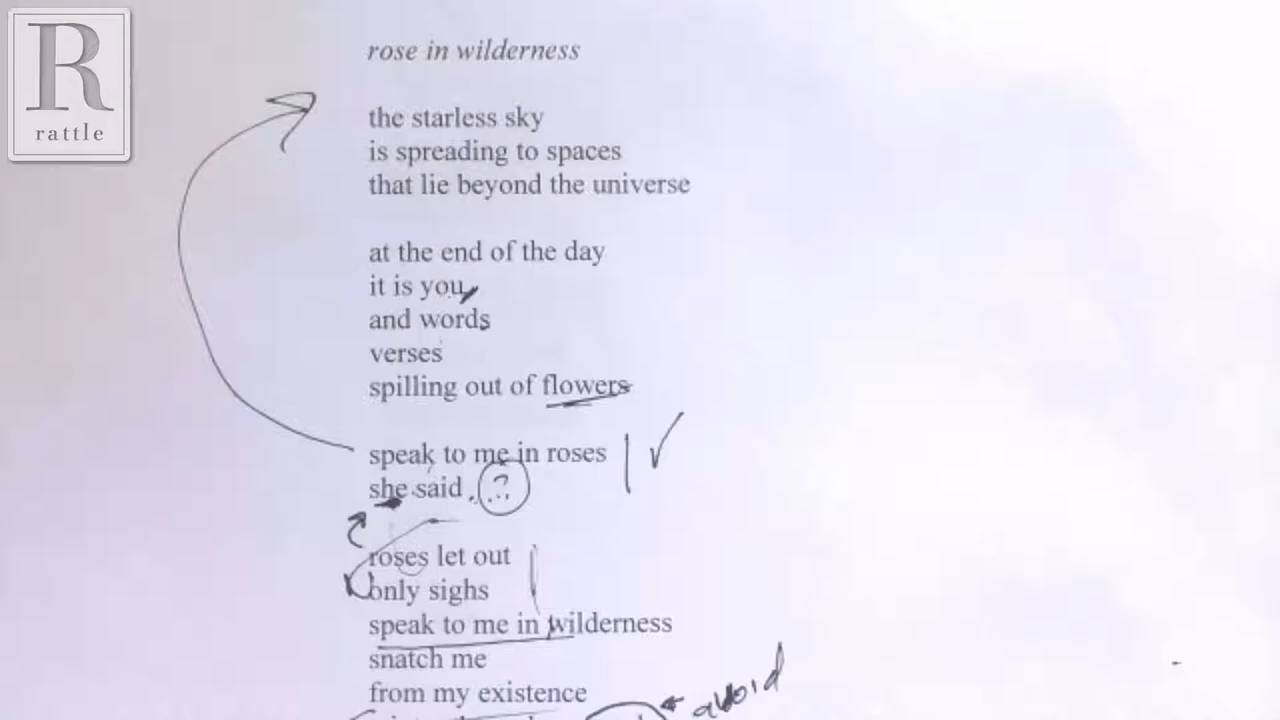 R
rattle
rose in wilderness
the starless sky
is spreading to spaces
that lie beyond the universe
at the end of the day
it is you,
and words
verses
spilling out of flowers
speak to me in roses
she said. ?
roses let out
only sighs
speak to me in wilderness
snatch me
from my existence
avoid